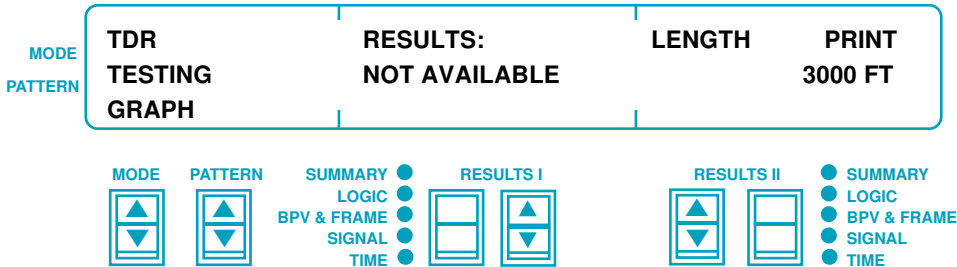 MODE
PATTERN
TDR RESULTS: LENGTH PRINT
TESTING NOT AVAILABLE 3000 FT
GRAPH
MODE PATTERN SUMMARY RESULTS I RESULTS II SUMMARY
LOGIC LOGIC
BPV & FRAME BPV & FRAME
SIGNAL SIGNAL
TIME TIME